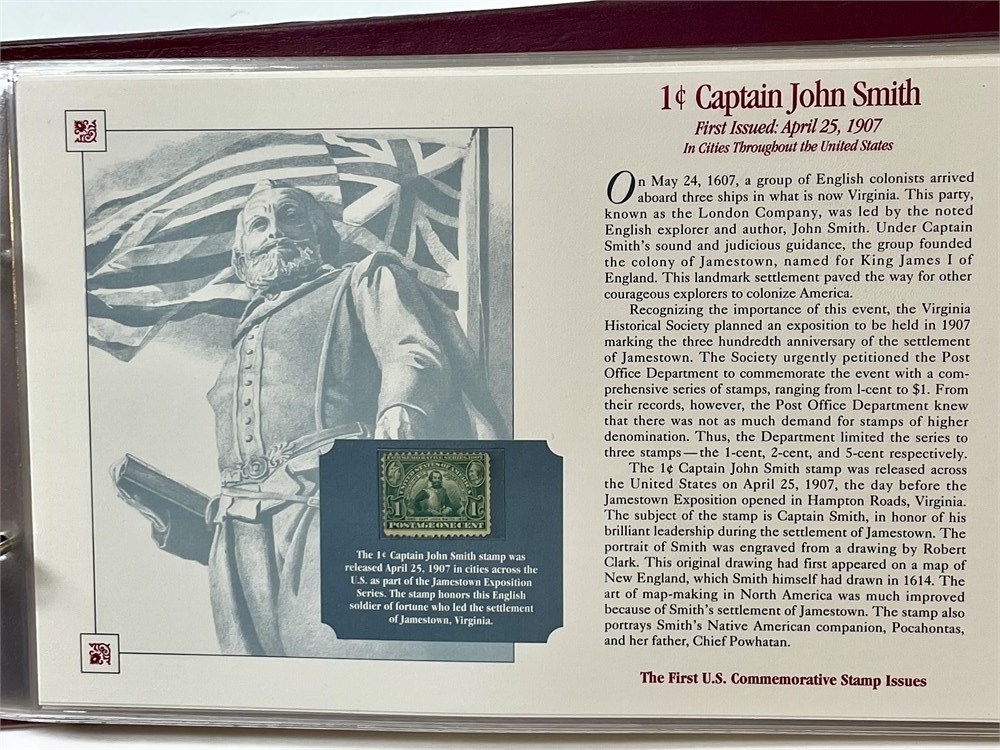 1¢ Captain John Smith
First Issued: April 25, 1907
In Cities Throughout the United States
On May 24, 1607, a group of English colonists arrived
aboard three ships in what is now Virginia. This party,
known as the London Company, was led by the noted
English explorer and author, John Smith. Under Captain
Smith's sound and judicious guidance, the group founded
the colony of Jamestown, named for King James I of
England. This landmark settlement paved the way for other
courageous explorers to colonize America.
Recognizing the importance of this event, the Virginia
Historical Society planned an exposition to be held in 1907
marking the three hundredth anniversary of the settlement
of Jamestown. The Society urgently petitioned the Post
Office Department to commemorate the event with a com-
prehensive series of stamps, ranging from l-cent to $1. From
their records, however, the Post Office Department knew
that there was not as much demand for stamps of higher
denomination. Thus, the Department limited the series to
three stamps—the 1-cent, 2-cent, and 5-cent respectively.
The 1¢ Captain John Smith stamp was released across
the United States on April 25, 1907, the day before the
Jamestown Exposition opened in Hampton Roads, Virginia.
The subject of the stamp is Captain Smith, in honor of his
brilliant leadership during the settlement of Jamestown. The
portrait of Smith was engraved from a drawing by Robert
Clark. This original drawing had first appeared on a map of
New England, which Smith himself had drawn in 1614. The
art of map-making in North America was much improved
because of Smith's settlement of Jamestown. The stamp also
portrays Smith's Native American companion, Pocahontas,
and her father, Chief Powhatan.
The First U.S. Commemorative Stamp Issues
COMMEMORATIVE SERIES, 1907
UNITED STATES OF AMERICA
1 1
POSTAGE ONE CENT
The 1¢ Captain John Smith stamp was
released April 25, 1907 in cities across the
U.S. as part of the Jamestown Exposition
Series. The stamp honors this English
soldier of fortune who led the settlement
of Jamestown, Virginia.